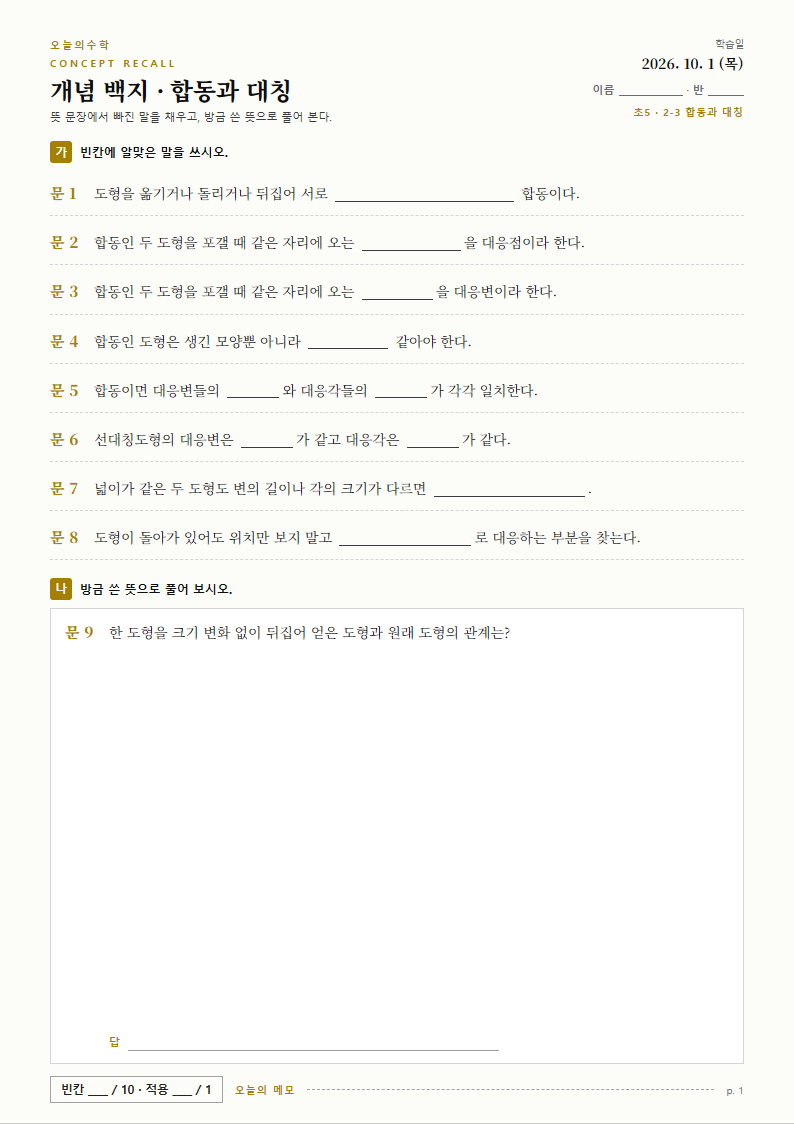 오늘의수학
CONCEPT RECALL
개념 백지 · 합동과 대칭
뜻 문장에서 빠진 말을 채우고, 방금 쓴 뜻으로 풀어 본다.
학습일
2026. 10. 1 (목)
이름 ________ · 반 ____
초5 · 2-3 합동과 대칭
가 빈칸에 알맞은 말을 쓰시오.
문 1 도형을 옮기거나 돌리거나 뒤집어 서로 ________ 합동이다.
문 2 합동인 두 도형을 포갤 때 같은 자리에 오는 ________ 을 대응점이라 한다.
문 3 합동인 두 도형을 포갤 때 같은 자리에 오는 ________ 을 대응변이라 한다.
문 4 합동인 도형은 생긴 모양뿐 아니라 ________ 같아야 한다.
문 5 합동이면 대응변들의 ________ 와 대응각들의 ________ 가 각각 일치한다.
문 6 선대칭도형의 대응변은 ________ 가 같고 대응각은 ________ 가 같다.
문 7 넓이가 같은 두 도형도 변의 길이나 각의 크기가 다르면 ________ .
문 8 도형이 돌아가 있어도 위치만 보지 말고 ________ 로 대응하는 부분을 찾는다.
나 방금 쓴 뜻으로 풀어 보시오.
문 9 한 도형을 크기 변화 없이 뒤집어 얻은 도형과 원래 도형의 관계는?
답 ________
빈칸 ___ / 10 · 적용 ___ / 1 오늘의 메모 p. 1